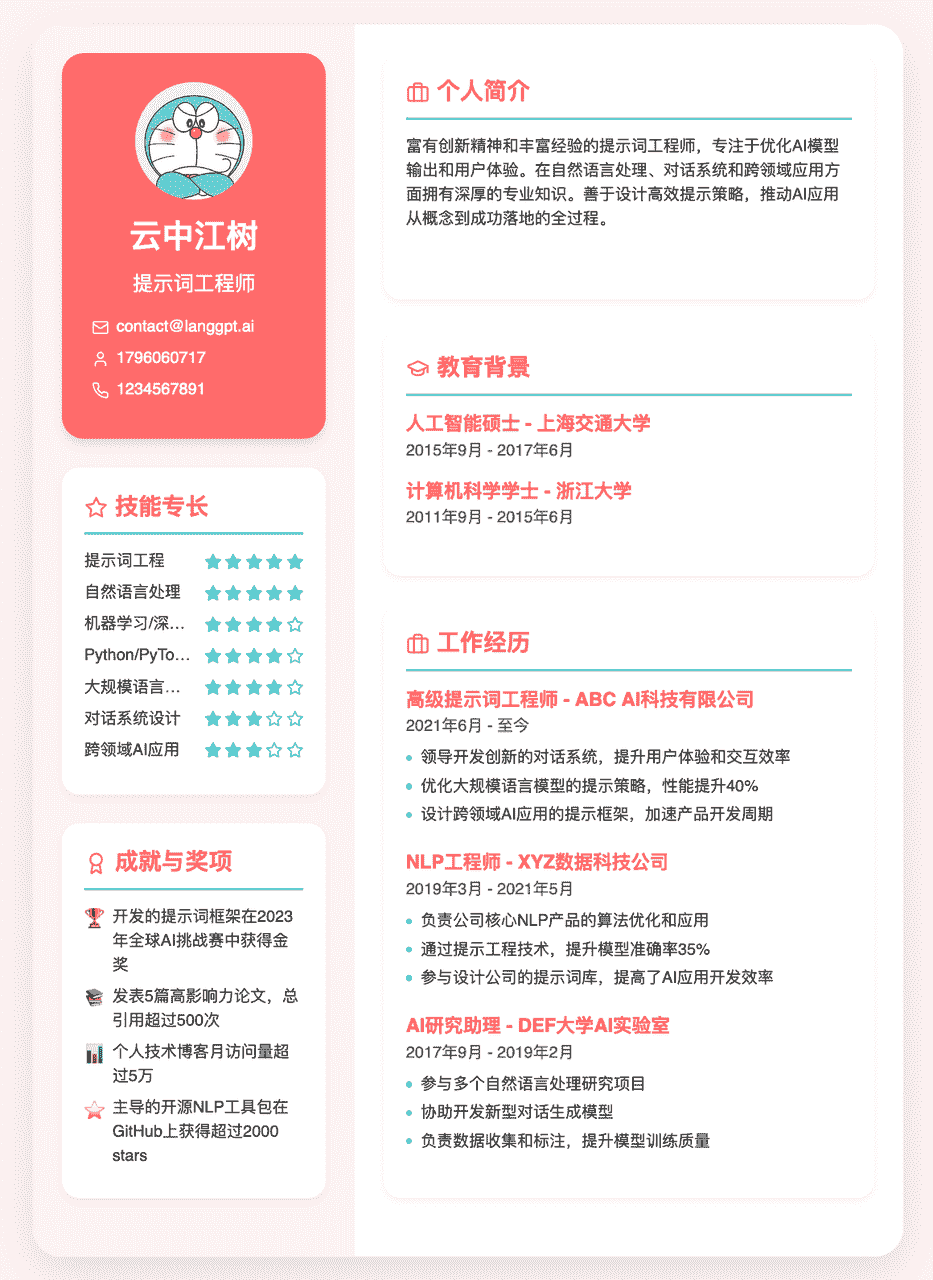 云中江树
提示词工程师
contact@langgpt.ai
1796060717
1234567891
技能专长
提示词工程
自然语言处理
机器学习/深...
Python/PyTo...
大规模语言...
对话系统设计
跨领域AI应用
成就与奖项
开发的提示词框架在2023
年全球AI挑战赛中获得金
奖
发表5篇高影响力论文，总
引用超过500次
个人技术博客月访问量超
过5万
主导的开源NLP工具包在
GitHub上获得超过2000
stars
个人简介
富有创新精神和丰富经验的提示词工程师，专注于优化AI模型
输出和用户体验。在自然语言处理、对话系统和跨领域应用方
面拥有深厚的专业知识。善于设计高效提示策略，推动AI应用
从概念到成功落地的全过程。
教育背景
人工智能硕士 - 上海交通大学
2015年9月 - 2017年6月
计算机科学学士 - 浙江大学
2011年9月 - 2015年6月
工作经历
高级提示词工程师 - ABC AI科技有限公司
2021年6月 - 至今
领导开发创新的对话系统，提升用户体验和交互效率
优化大规模语言模型的提示策略，性能提升40%
设计跨领域AI应用的提示框架，加速产品开发周期
NLP工程师 - XYZ数据科技公司
2019年3月 - 2021年5月
负责公司核心NLP产品的算法优化和应用
通过提示工程技术，提升模型准确率35%
参与设计公司的提示词库，提高了AI应用开发效率
AI研究助理 - DEF大学AI实验室
2017年9月 - 2019年2月
参与多个自然语言处理研究项目
协助开发新型对话生成模型
负责数据收集和标注，提升模型训练质量